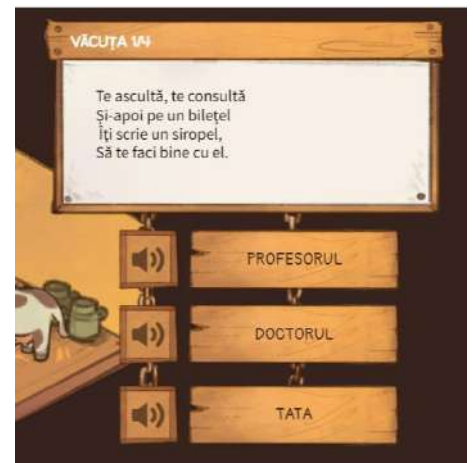 VĂCUȚA 1/4
Te ascultă, te consultă
Și-apoi pe un bilețel
Îți scrie un siropel,
Să te faci bine cu el.
PROFESORUL
DOCTORUL
TATA